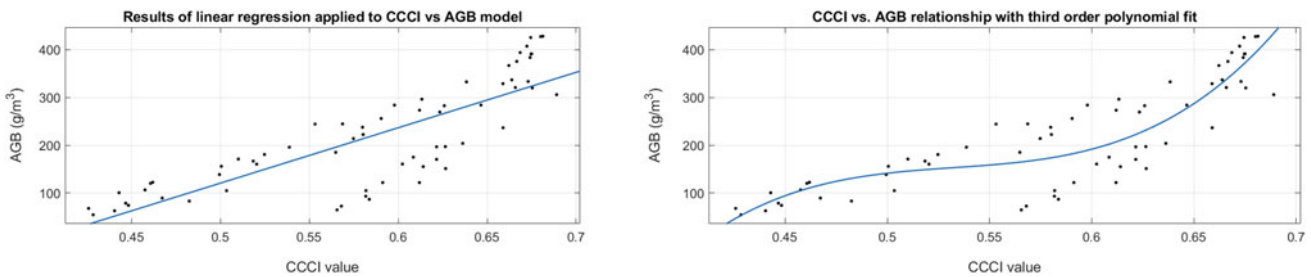 Results of linear regression applied to CCCI vs AGB model
400
300
200
100
AGB (g/m³)
0.45 0.5 0.55 0.6 0.65 0.7
CCCI value
CCCI vs. AGB relationship with third order polynomial fit
400
300
200
100
AGB (g/m³)
0.45 0.5 0.55 0.6 0.65 0.7
CCCI value